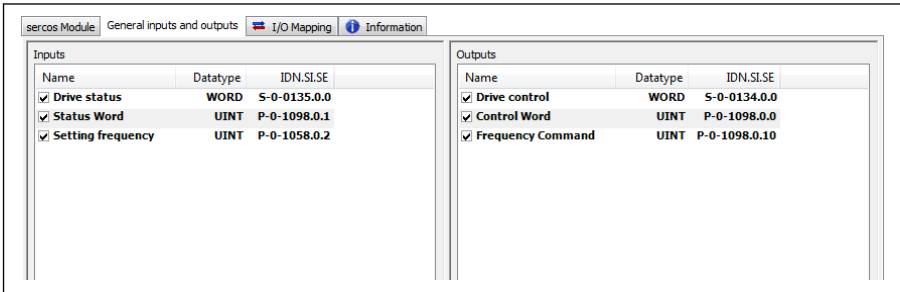 sercos Module General inputs and outputs I/O Mapping Information
Inputs
Name Datatype IDN.SI.SE
Drive status WORD S-0-0135.0.0
Status Word UINT P-0-1098.0.1
Setting frequency UINT P-0-1058.0.2
Outputs
Name Datatype IDN.SI.SE
Drive control WORD S-0-0134.0.0
Control Word UINT P-0-1098.0.0
Frequency Command UINT P-0-1098.0.10